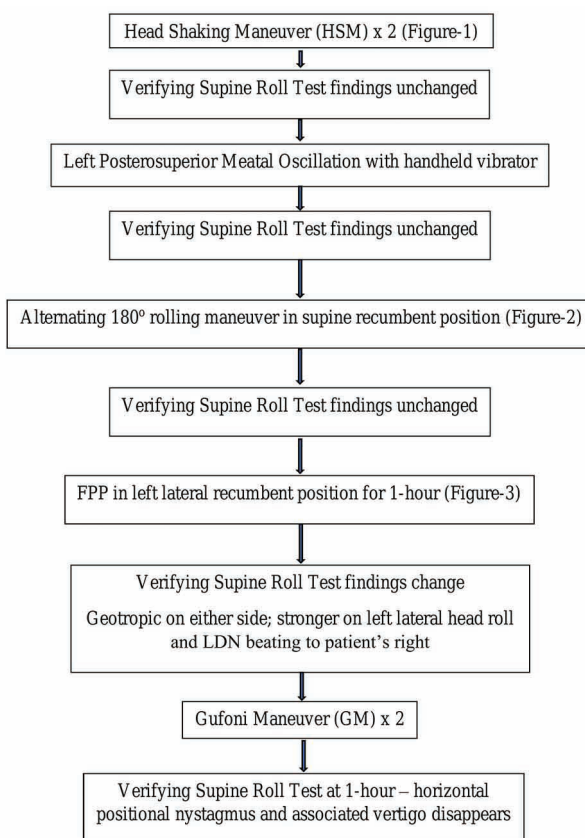 Head Shaking Maneuver (HSM) x 2 (Figure-1)
Verifying Supine Roll Test findings unchanged
Left Posterosuperior Meatal Oscillation with handheld vibrator
Verifying Supine Roll Test findings unchanged
Alternating 180º rolling maneuver in supine recumbent position (Figure-2)
Verifying Supine Roll Test findings unchanged
FPP in left lateral recumbent position for 1-hour (Figure-3)
Verifying Supine Roll Test findings change
Geotropic on either side; stronger on left lateral head roll
and LDN beating to patient’s right
Gufoni Maneuver (GM) x 2
Verifying Supine Roll Test at 1-hour – horizontal
positional nystagmus and associated vertigo disappears